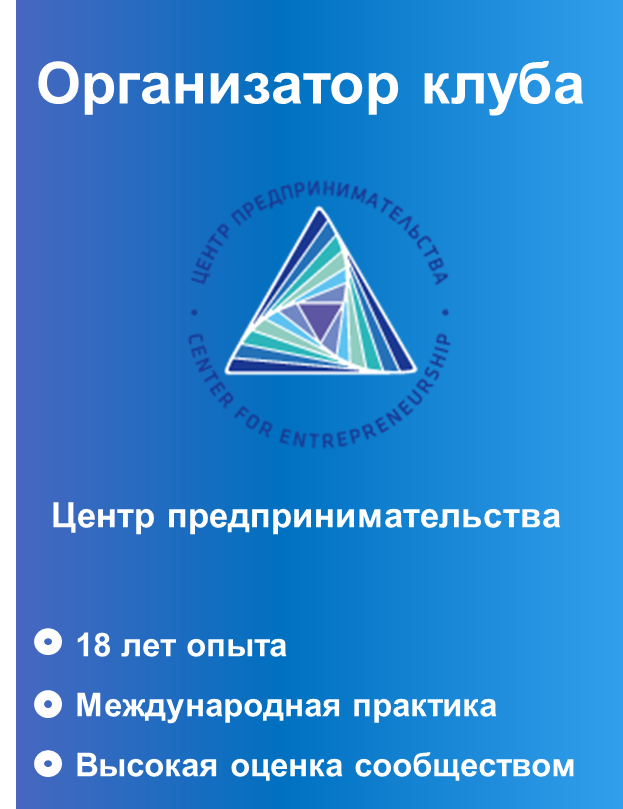 Организатор клуба
ЦЕНТР ПРЕДПРИНИМАТЕЛЬСТВА
CENTER FOR ENTREPRENEURSHIP
Центр предпринимательства
18 лет опыта
Международная практика
Высокая оценка сообществом